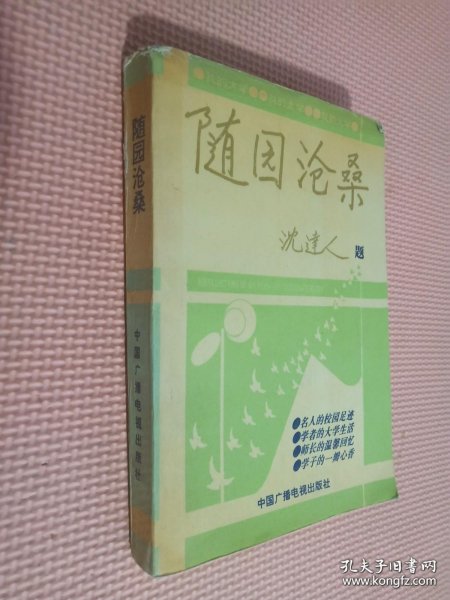 随园沧桑
沈达人 题
●名人的校园足迹
●学者的大学生活
●师长的温馨回忆
●学子的一瓣心香
中国广播电视出版社
随园沧桑
中国广播电视出版社
孔夫子旧书网
www.kongfz.com